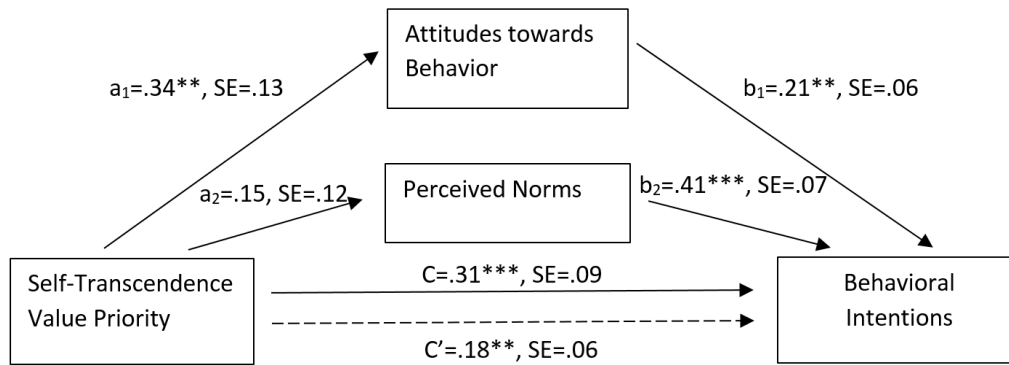 Attitudes towards
Behavior
a₁=.34**, SE=.13
b₁=.21**, SE=.06
a₂=.15, SE=.12
Perceived Norms
b₂=.41***, SE=.07
Self-Transcendence
Value Priority
C=.31***, SE=.09
C’=.18**, SE=.06
Behavioral
Intentions